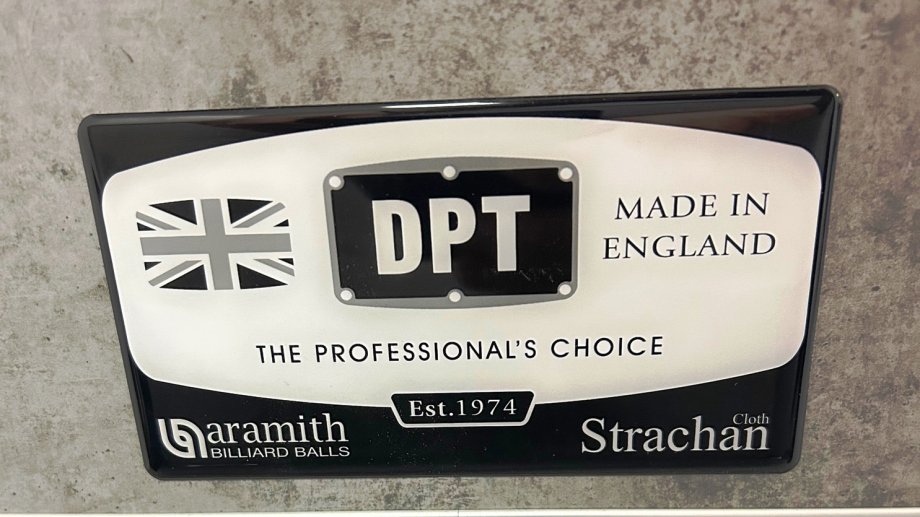 DPT
MADE IN
ENGLAND
THE PROFESSIONAL'S CHOICE
Est.1974
aramith
BILLIARD BALLS
Strachan Cloth